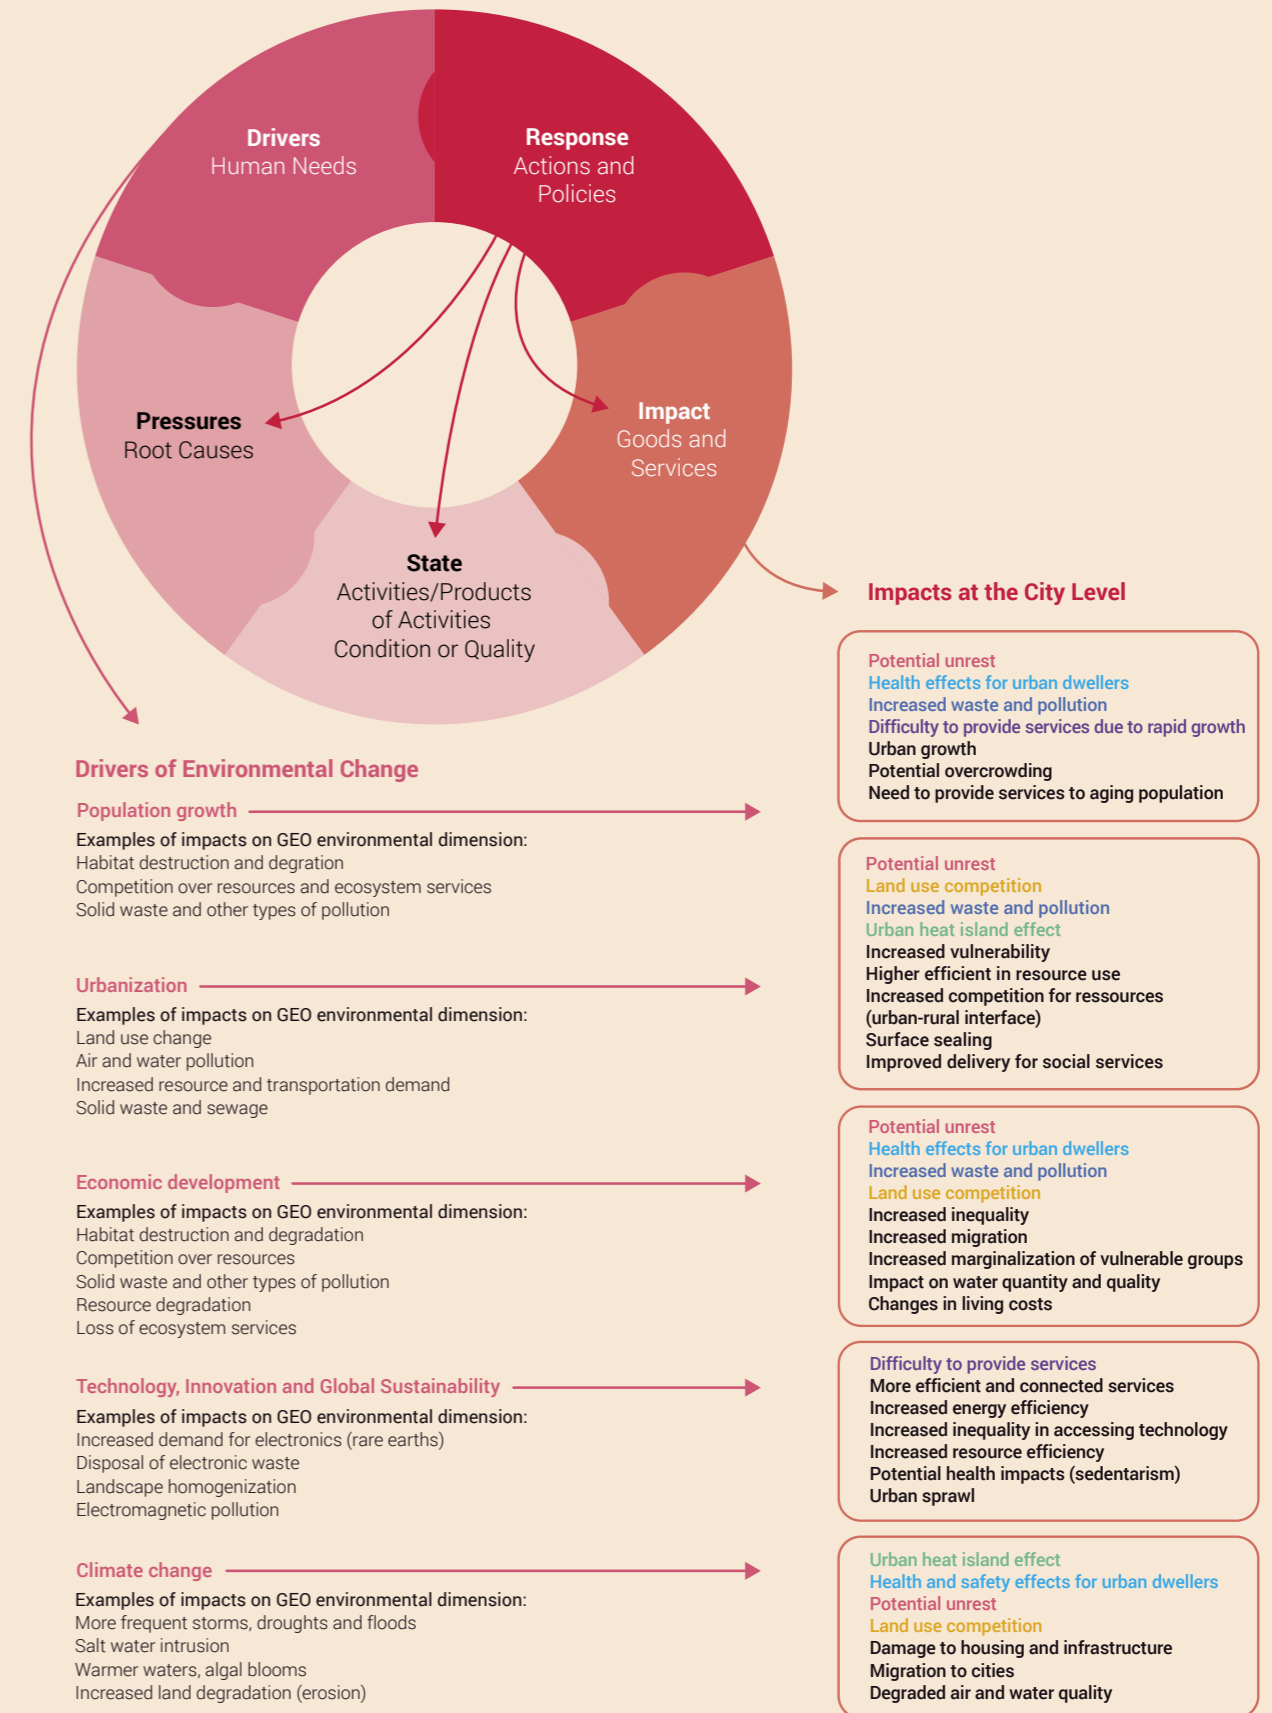 Drivers
Human Needs
Response
Actions and
Policies
Pressures
Root Causes
Impact
Goods and
Services
State
Activities/Products
of Activities
Condition or Quality
Impacts at the City Level
Potential unrest
Health effects for urban dwellers
Increased waste and pollution
Difficulty to provide services due to rapid growth
Urban growth
Potential overcrowding
Need to provide services to aging population
Drivers of Environmental Change
Population growth
Examples of impacts on GEO environmental dimension:
Habitat destruction and degration
Competition over resources and ecosystem services
Solid waste and other types of pollution
Potential unrest
Land use competition
Increased waste and pollution
Urban heat island effect
Increased vulnerability
Higher efficient in resource use
Increased competition for ressources
(urban-rural interface)
Surface sealing
Improved delivery for social services
Urbanization
Examples of impacts on GEO environmental dimension:
Land use change
Air and water pollution
Increased resource and transportation demand
Solid waste and sewage
Potential unrest
Health effects for urban dwellers
Increased waste and pollution
Land use competition
Increased inequality
Increased migration
Increased marginalization of vulnerable groups
Impact on water quantity and quality
Changes in living costs
Economic development
Examples of impacts on GEO environmental dimension:
Habitat destruction and degradation
Competition over resources
Solid waste and other types of pollution
Resource degradation
Loss of ecosystem services
Difficulty to provide services
More efficient and connected services
Increased energy efficiency
Increased inequality in accessing technology
Increased resource efficiency
Potential health impacts (sedentarism)
Urban sprawl
Technology, Innovation and Global Sustainability
Examples of impacts on GEO environmental dimension:
Increased demand for electronics (rare earths)
Disposal of electronic waste
Landscape homogenization
Electromagnetic pollution
Urban heat island effect
Health and safety effects for urban dwellers
Potential unrest
Land use competition
Damage to housing and infrastructure
Migration to cities
Degraded air and water quality
Climate change
Examples of impacts on GEO environmental dimension:
More frequent storms, droughts and floods
Salt water intrusion
Warmer waters, algal blooms
Increased land degradation (erosion)